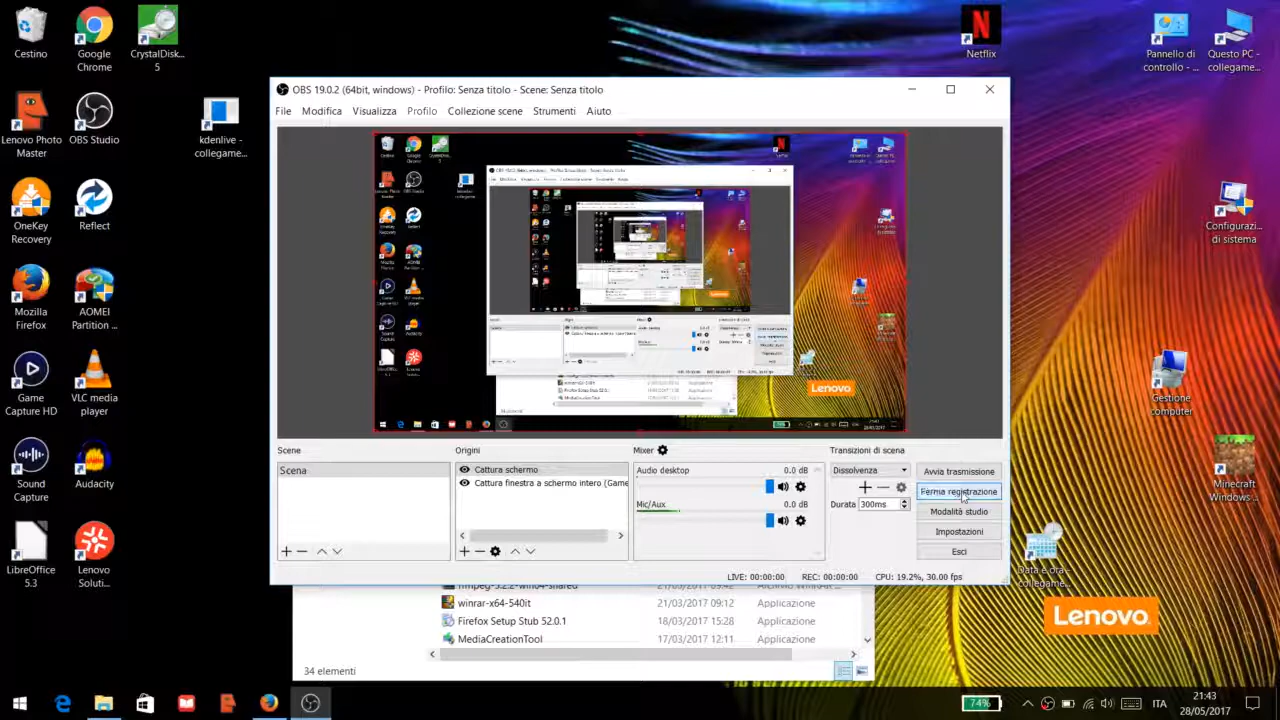 Cestino
Google
Chrome
CrystalDisk...
5
Netflix
Pannello di
controllo - ...
Questo PC -
collegame...
Lenovo Photo
Master
OBS Studio
kdenlive -
collegame...
OneKey
Recovery
Reflect
Configurazi...
di sistema
Mozilla
Firefox
AOMEI
Partition ...
Game
Capture HD
VLC media
player
Gestione
computer
Sound
Capture
Audacity
Minecraft
Windows ...
LibreOffice
5.3
Lenovo
Soluti...
Data e ora -
collegame...
OBS 19.0.2 (64bit, windows) - Profilo: Senza titolo - Scene: Senza titolo
File Modifica Visualizza Profilo Collezione scene Strumenti Aiuto
Lenovo
Scene
Scena
Origini
Cattura schermo
Cattura finestra a schermo intero (Game
Mixer
Audio desktop 0.0 dB
Mic/Aux 0.0 dB
Transizioni di scena
Dissolvenza
Durata 300ms
Avvia trasmissione
Ferma registrazione
Modalità studio
Impostazioni
Esci
LIVE: 00:00:00 REC: 00:00:00 CPU: 19.2%, 30.00 fps
winrar-x64-540it 21/03/2017 09:12 Applicazione
Firefox Setup Stub 52.0.1 18/03/2017 15:28 Applicazione
MediaCreationTool 17/03/2017 12:11 Applicazione
34 elementi
Lenovo
74%
ITA
21:43
28/05/2017